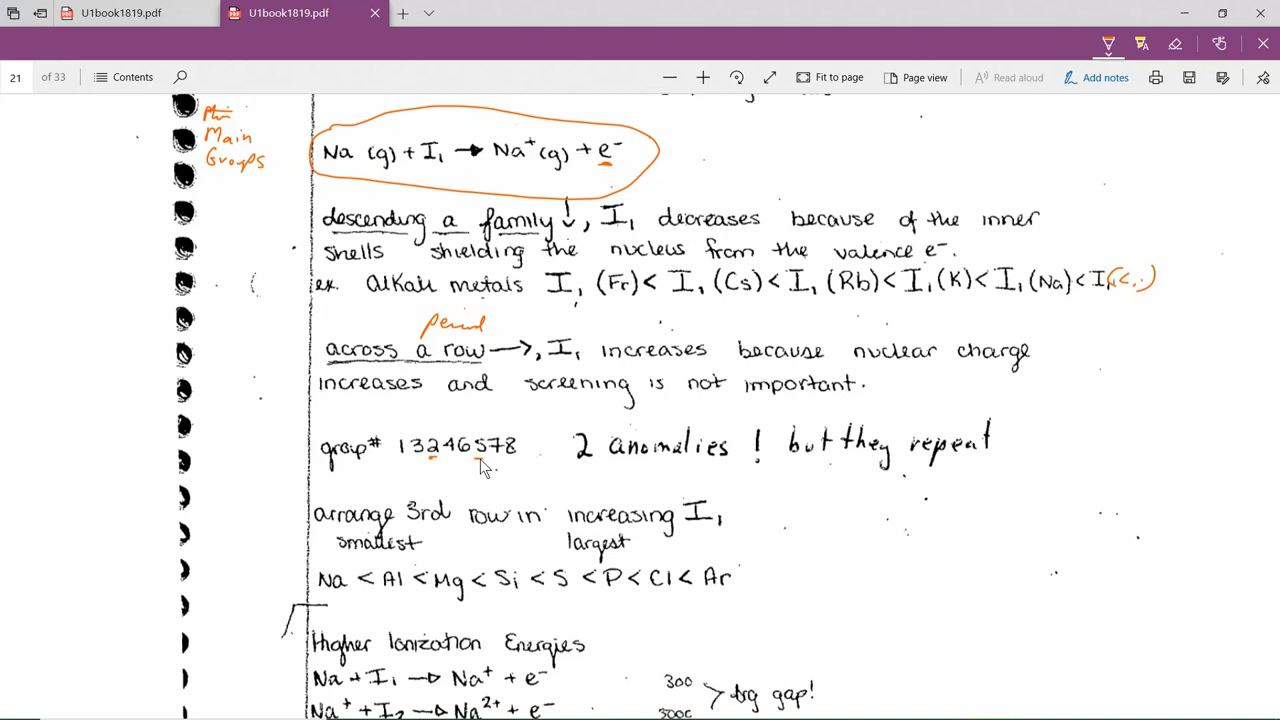 U1book1819.pdf
U1book1819.pdf
21 of 33 Contents Fit to page Page view Read aloud Add notes
Main
Groups
Na (g) + I₁ → Na⁺(g) + e⁻
descending a family ↓, I₁ decreases because of the inner
shells shielding the nucleus from the valence e⁻.
ex. Alkali metals I₁ (Fr) < I₁ (Cs) < I₁ (Rb) < I₁ (K) < I₁ (Na) < I₁
period
across a row →, I₁ increases because nuclear charge
increases and screening is not important.
group# 13246578 2 anomalies! but they repeat
arrange 3rd row in increasing I₁
smallest largest
Na < Al < Mg < Si < S < P < Cl < Ar
Higher Ionization Energies
Na + I₁ → Na⁺ + e⁻ 300
big gap!
Na⁺ + I₂ → Na²⁺ + e⁻